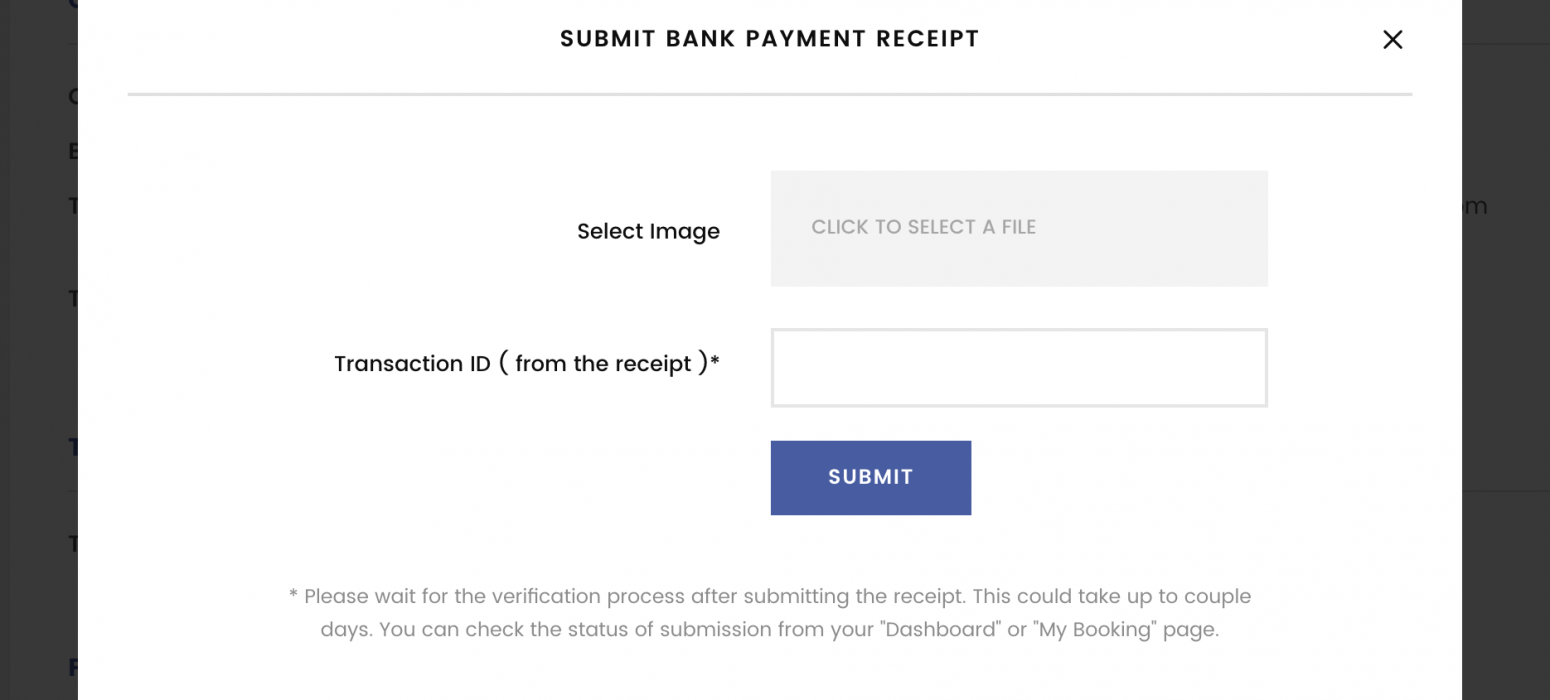 SUBMIT BANK PAYMENT RECEIPT
Select Image
CLICK TO SELECT A FILE
Transaction ID ( from the receipt )*
SUBMIT
* Please wait for the verification process after submitting the receipt. This could take up to couple
days. You can check the status of submission from your "Dashboard" or "My Booking" page.